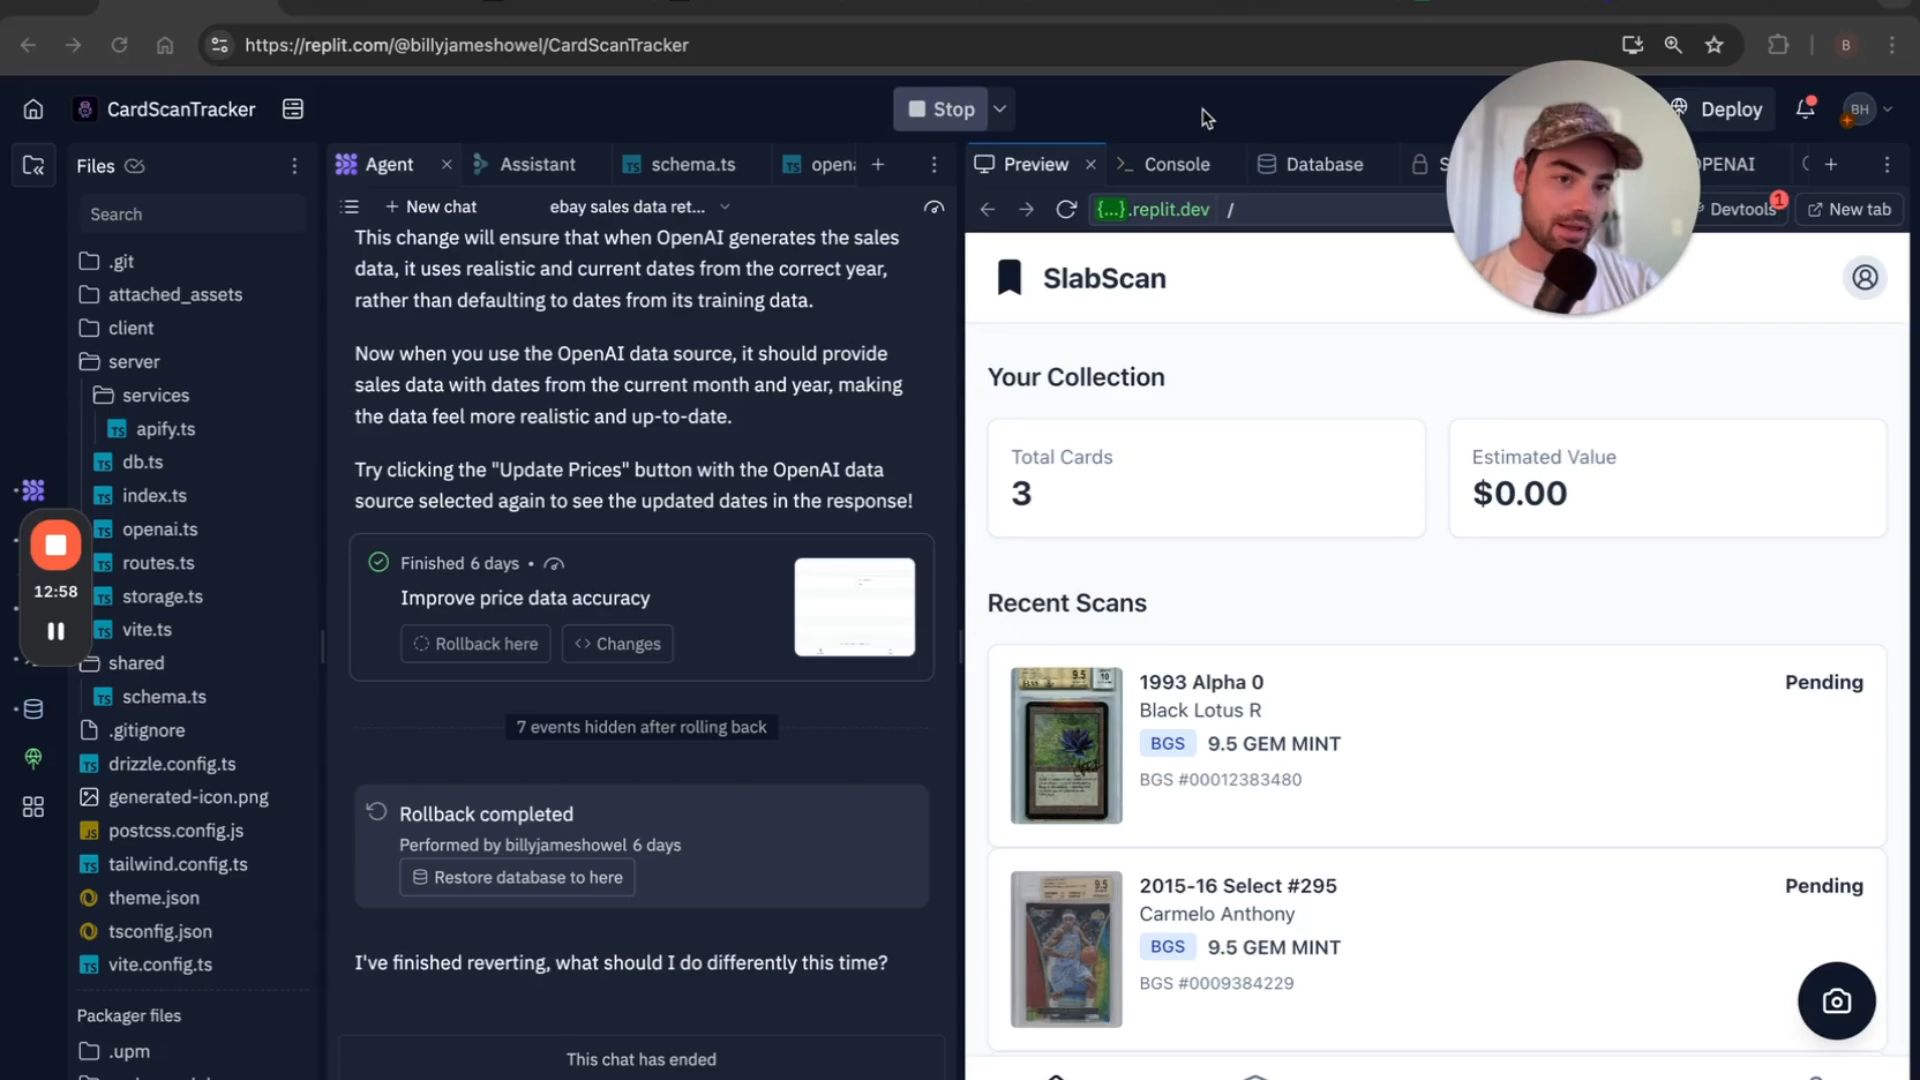 https://replit.com/@billyjameshowel/CardScanTracker
B
CardScanTracker
Stop
Deploy
BH
Files
Search
.git
attached_assets
client
server
services
apify.ts
db.ts
index.ts
openai.ts
routes.ts
storage.ts
vite.ts
shared
schema.ts
.gitignore
drizzle.config.ts
generated-icon.png
postcss.config.js
tailwind.config.ts
theme.json
tsconfig.json
vite.config.ts
Packager files
.upm
12:58
Agent
Assistant
schema.ts
opena
New chat
ebay sales data ret...
This change will ensure that when OpenAI generates the sales
data, it uses realistic and current dates from the correct year,
rather than defaulting to dates from its training data.
Now when you use the OpenAI data source, it should provide
sales data with dates from the current month and year, making
the data feel more realistic and up-to-date.
Try clicking the "Update Prices" button with the OpenAI data
source selected again to see the updated dates in the response!
Finished 6 days •
Improve price data accuracy
Rollback here
Changes
7 events hidden after rolling back
Rollback completed
Performed by billyjameshowel 6 days
Restore database to here
I've finished reverting, what should I do differently this time?
This chat has ended
Preview
Console
Database
S
OPENAI
{...}.replit.dev /
Devtools
1
New tab
SlabScan
Your Collection
Total Cards
3
Estimated Value
$0.00
Recent Scans
9.5
10
1993 Alpha 0
Pending
Black Lotus R
BGS 9.5 GEM MINT
BGS #00012383480
9.5
2015-16 Select #295
Pending
Carmelo Anthony
BGS 9.5 GEM MINT
BGS #0009384229